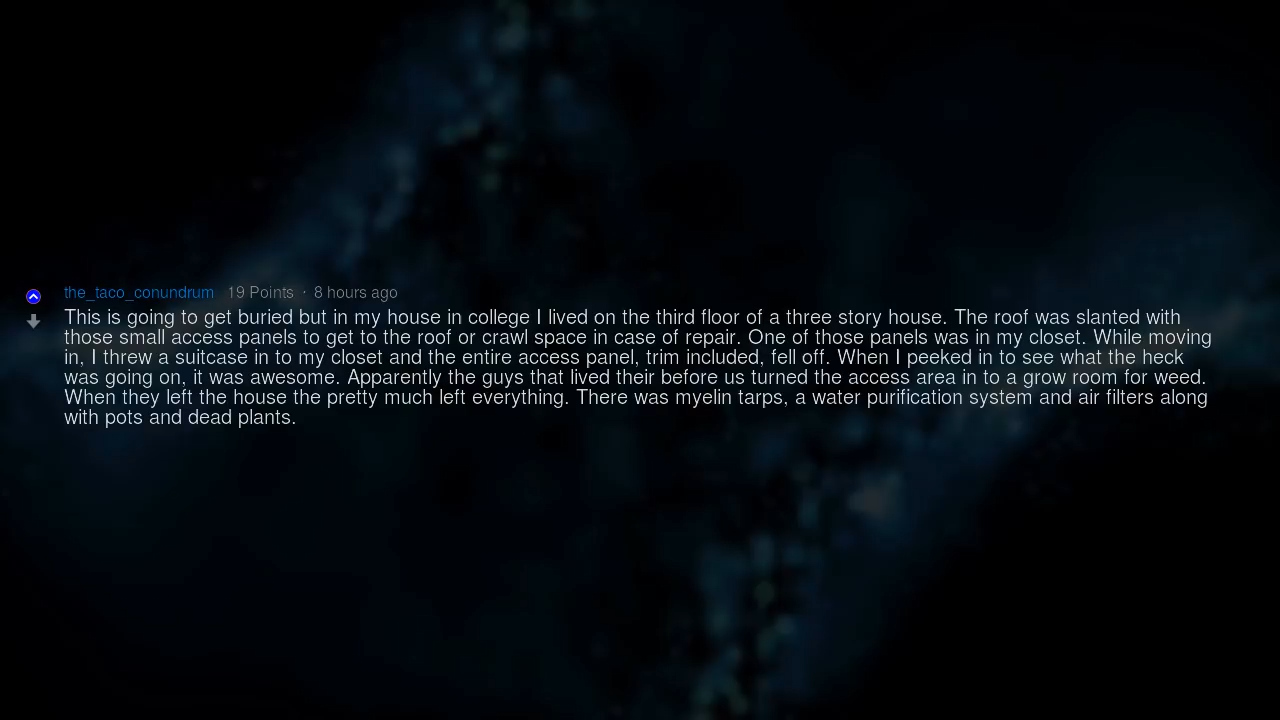 the_taco_conundrum 19 Points · 8 hours ago
This is going to get buried but in my house in college I lived on the third floor of a three story house. The roof was slanted with
those small access panels to get to the roof or crawl space in case of repair. One of those panels was in my closet. While moving
in, I threw a suitcase in to my closet and the entire access panel, trim included, fell off. When I peeked in to see what the heck
was going on, it was awesome. Apparently the guys that lived their before us turned the access area in to a grow room for weed.
When they left the house the pretty much left everything. There was myelin tarps, a water purification system and air filters along
with pots and dead plants.